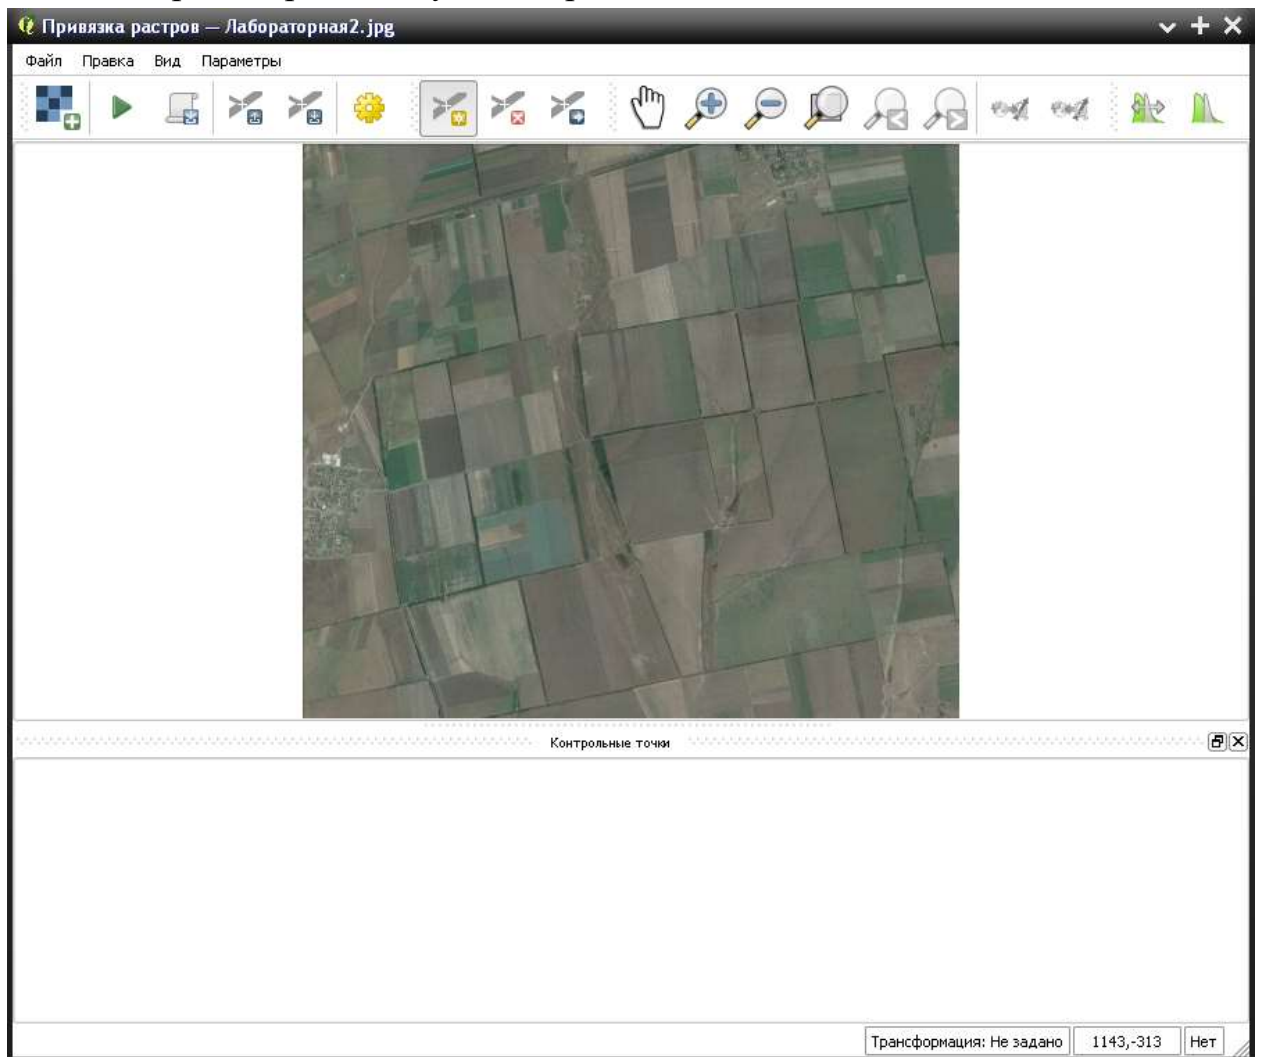 Привязка растров — Лабораторная2.jpg
Файл Правка Вид Параметры
Контрольные точки
Трансформация: Не задано 1143,-313 Нет